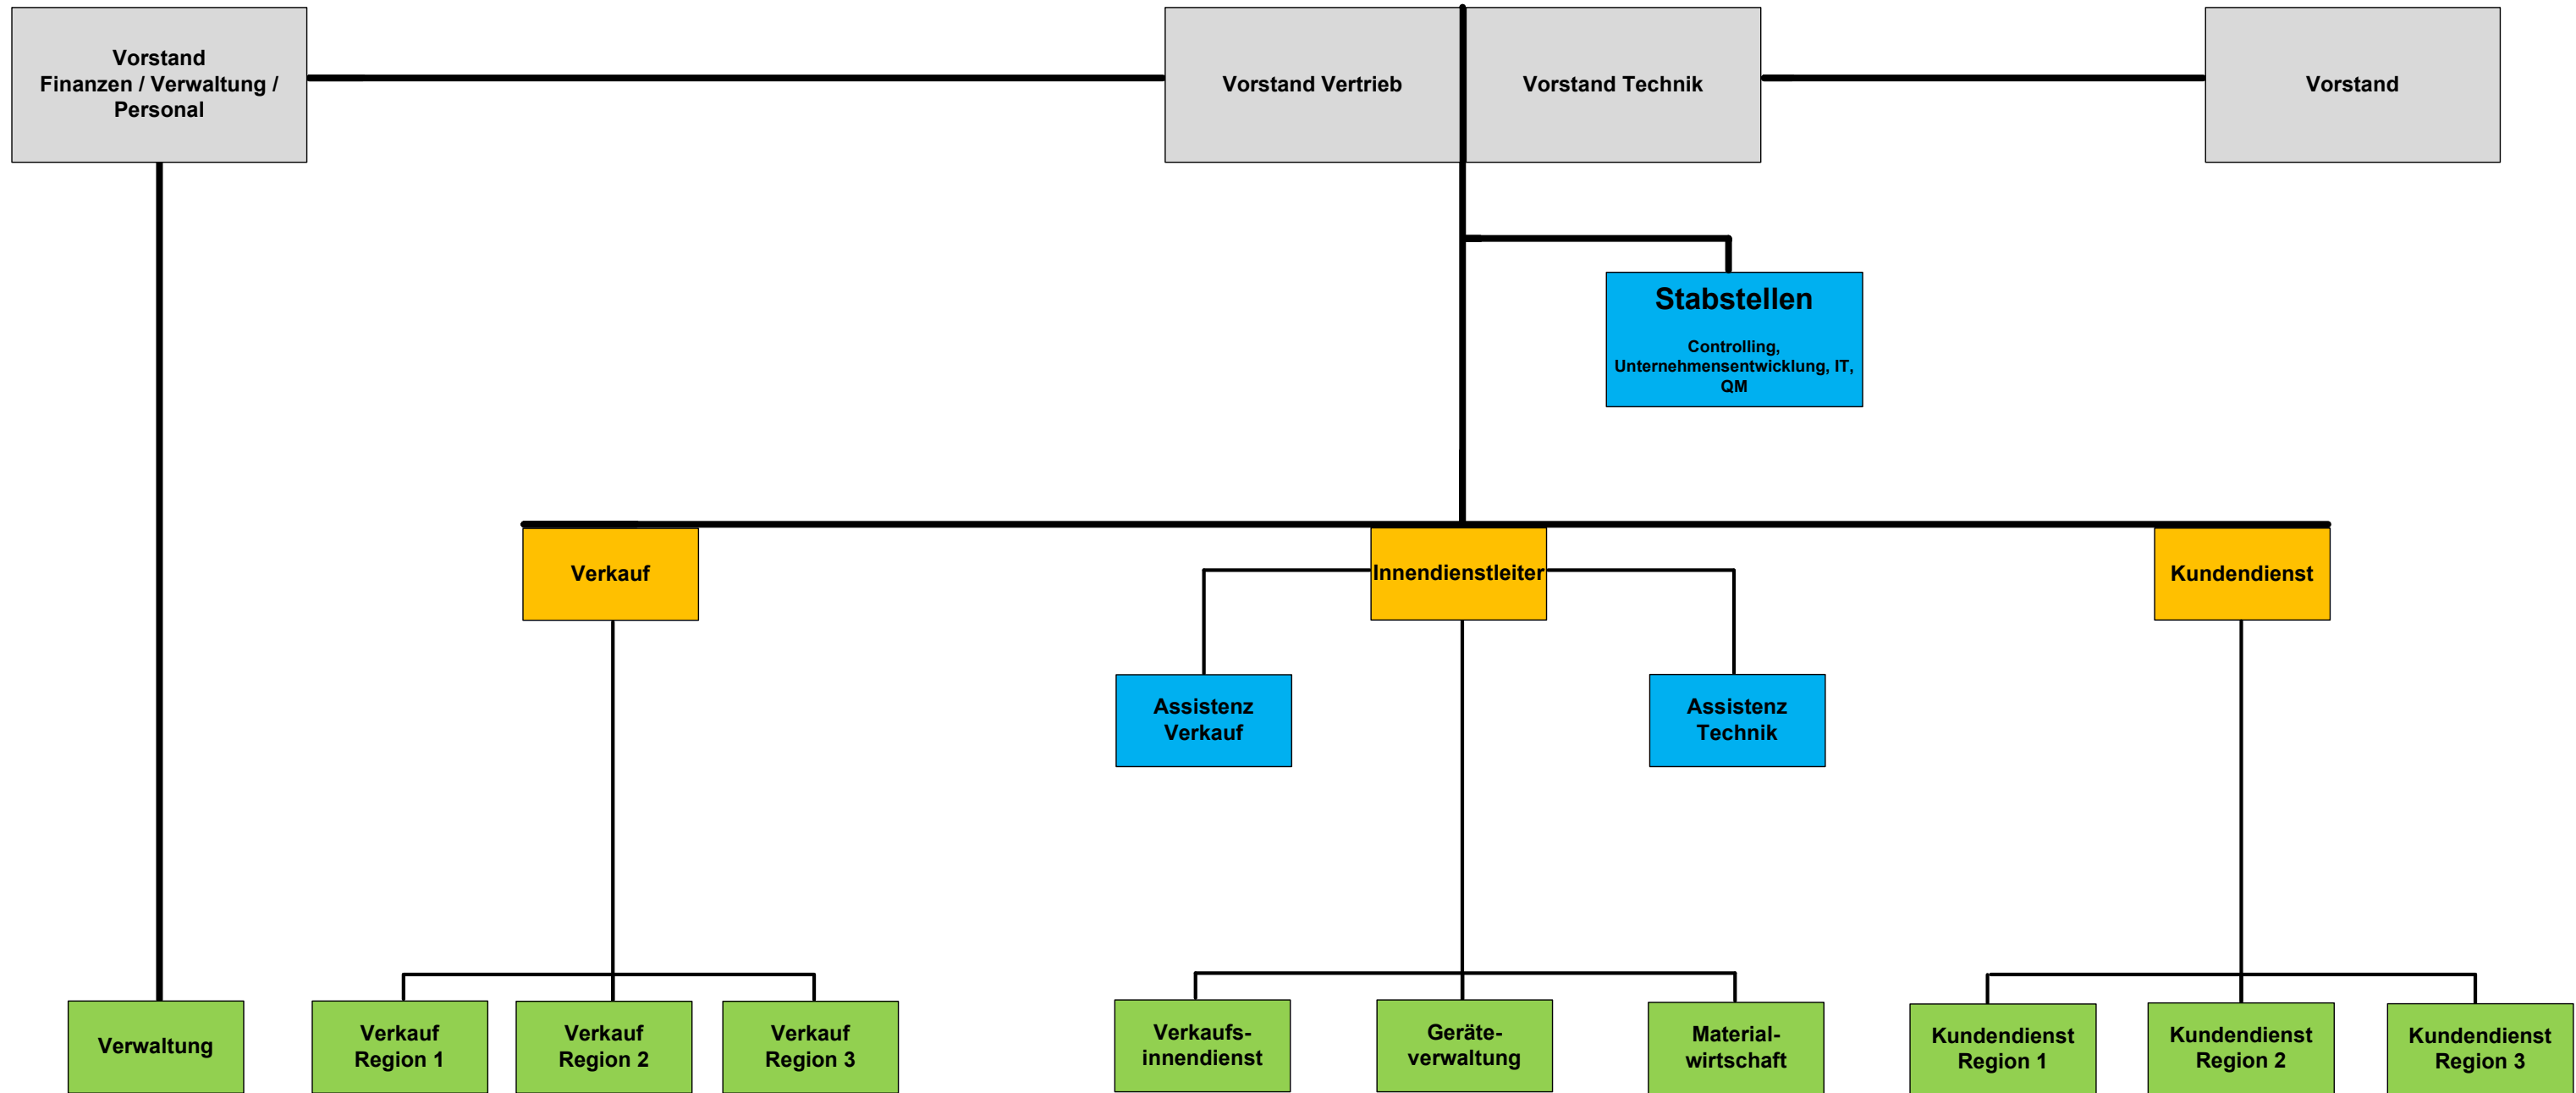 Vorstand
Finanzen / Verwaltung /
Personal
Vorstand Vertrieb
Vorstand Technik
Vorstand
Stabstellen
Controlling,
Unternehmensentwicklung, IT,
QM
Verkauf
Innendienstleiter
Kundendienst
Assistenz
Verkauf
Assistenz
Technik
Verwaltung
Verkauf
Region 1
Verkauf
Region 2
Verkauf
Region 3
Verkaufs-
innendienst
Geräte-
verwaltung
Material-
wirtschaft
Kundendienst
Region 1
Kundendienst
Region 2
Kundendienst
Region 3